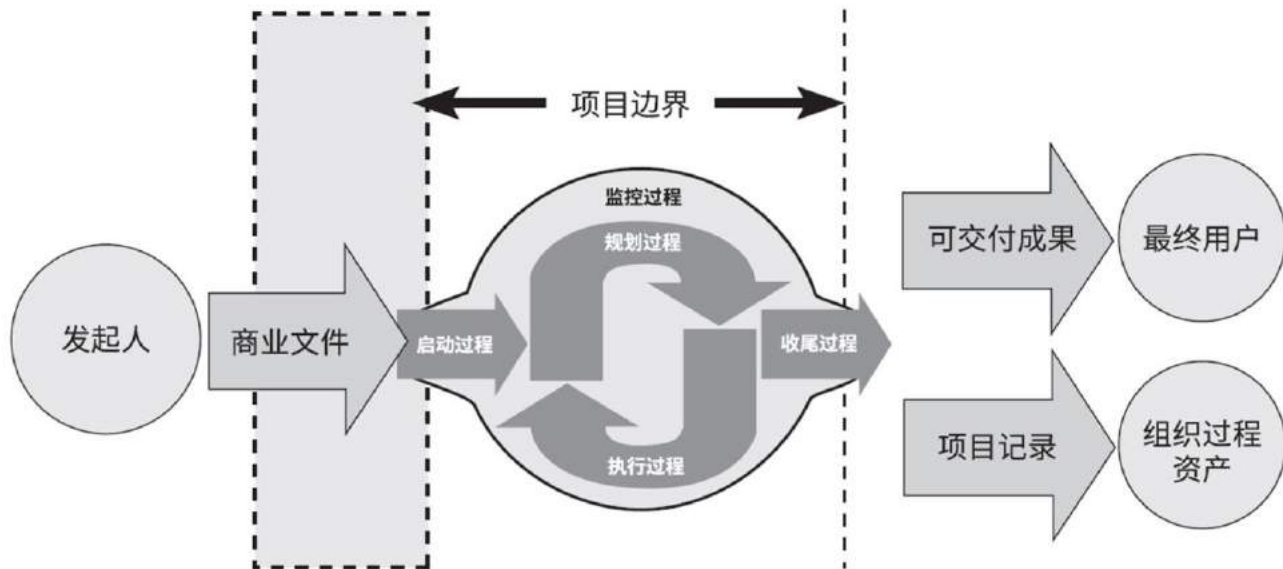 项目边界
监控过程
规划过程
发起人
商业文件
启动过程
收尾过程
执行过程
可交付成果
最终用户
项目记录
组织过程
资产